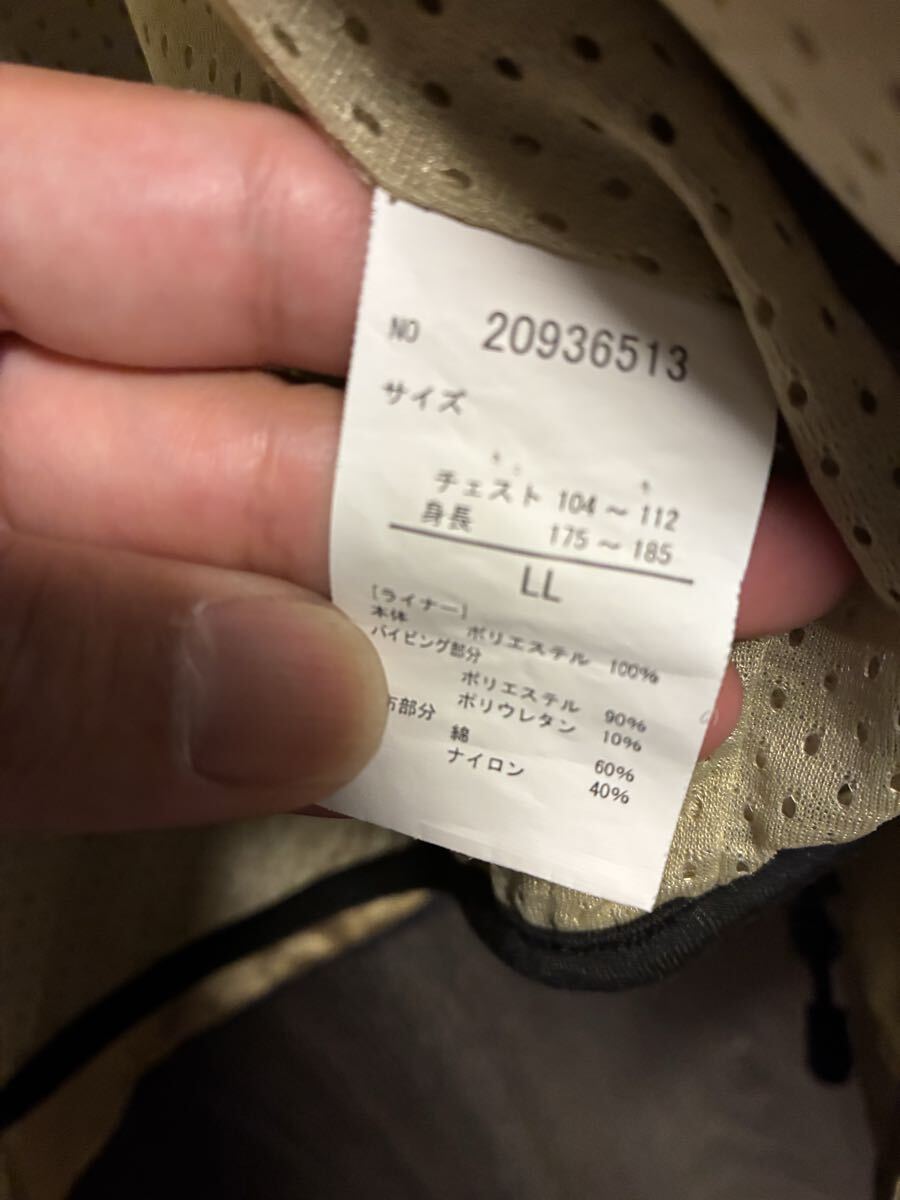 NO 20936513
サイズ
チェスト 104～112
身長 175～185
LL
[ライナー]
本体 ポリエステル 100%
パイピング部分
ポリエステル 90%
ポリウレタン 10%
布部分
綿 60%
ナイロン 40%